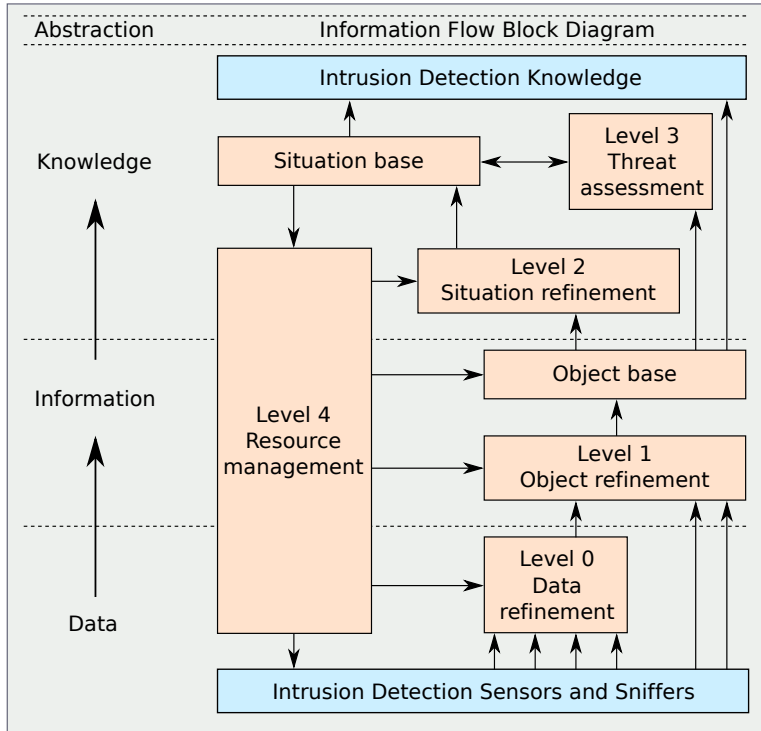 Abstraction
Information Flow Block Diagram
Intrusion Detection Knowledge
Knowledge
Situation base
Level 3
Threat
assessment
Level 2
Situation refinement
Information
Object base
Level 4
Resource
management
Level 1
Object refinement
Data
Level 0
Data
refinement
Intrusion Detection Sensors and Sniffers